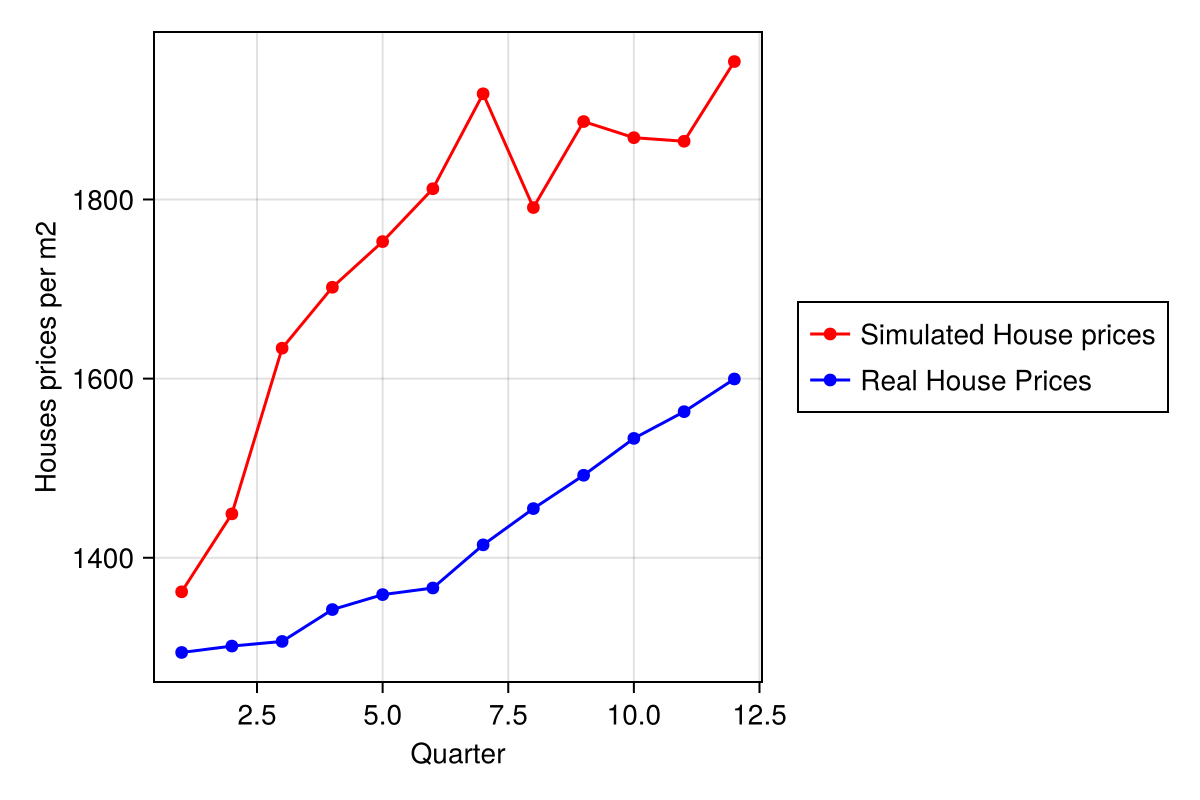 Houses prices per m2
1800
1600
1400
2.5 5.0 7.5 10.0 12.5
Quarter
Simulated House prices
Real House Prices